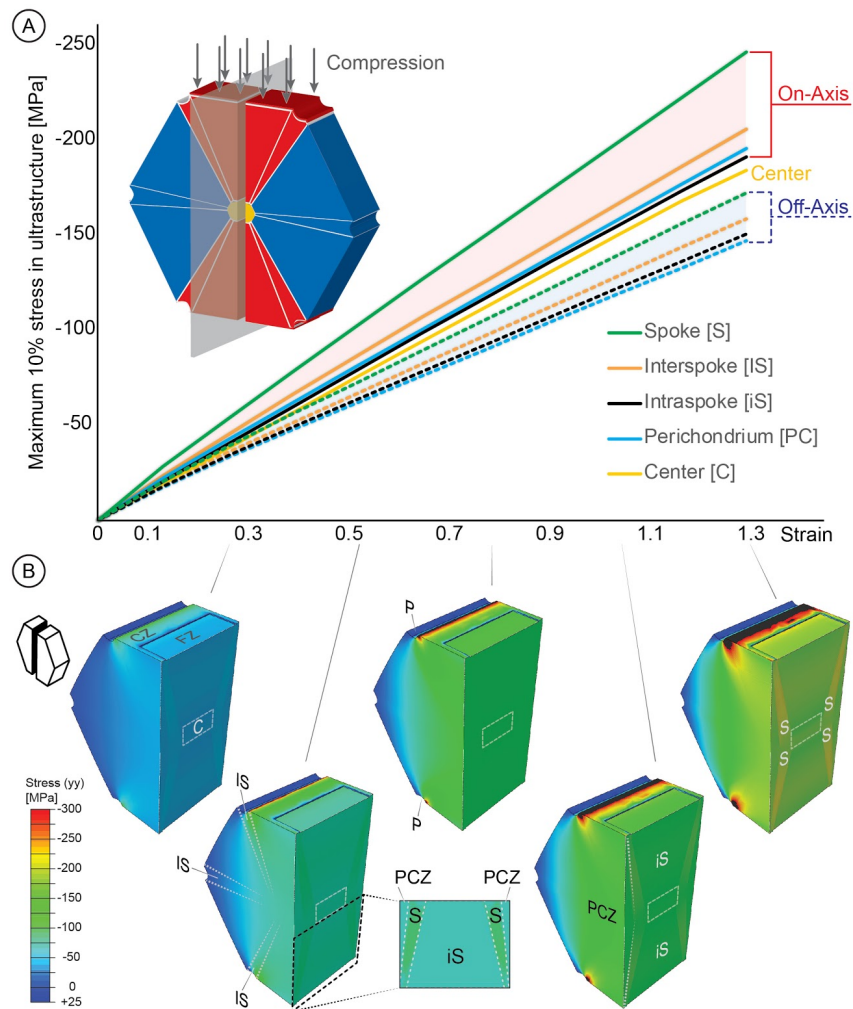 A
Maximum 10% stress in ultrastructure [MPa]
-250
-200
-150
-100
-50
Compression
On-Axis
Center
Off-Axis
Spoke [S]
Interspoke [IS]
Intraspoke [iS]
Perichondrium [PC]
Center [C]
0 0.1 0.3 0.5 0.7 0.9 1.1 1.3 Strain
B
CZ
FZ
C
P
P
S
S
S
S
IS
IS
IS
PCZ PCZ
S S
iS
iS
PCZ
iS
Stress (yy)
[MPa]
-300
-250
-200
-150
-100
-50
0
+25